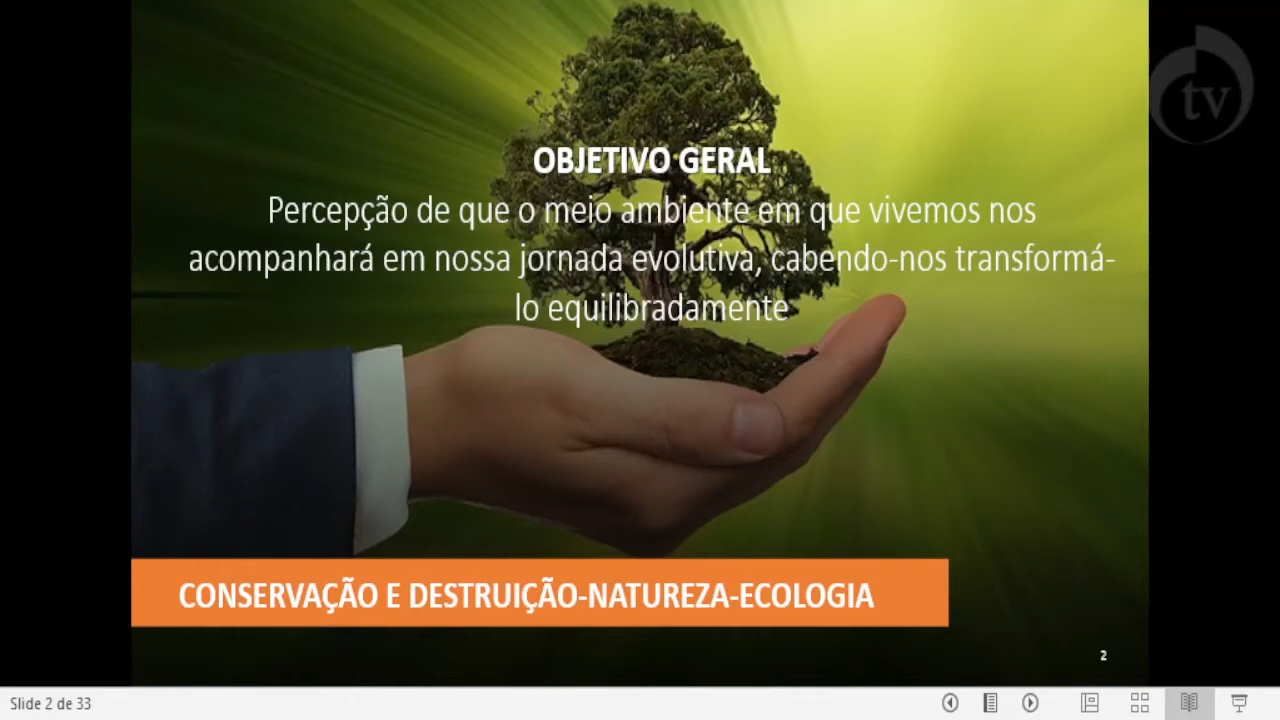 tv
OBJETIVO GERAL
Percepção de que o meio ambiente em que vivemos nos
acompanhará em nossa jornada evolutiva, cabendo-nos transformá-
lo equilibradamente
CONSERVAÇÃO E DESTRUIÇÃO-NATUREZA-ECOLOGIA
2
Slide 2 de 33